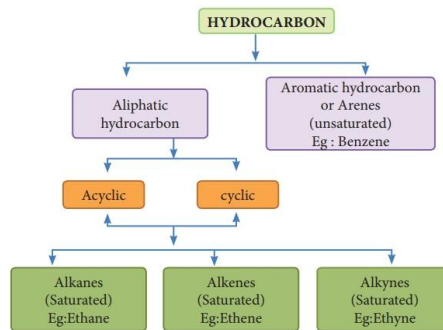 HYDROCARBON
Aliphatic
hydrocarbon
Aromatic hydrocarbon
or Arenes
(unsaturated)
Eg : Benzene
Acyclic
cyclic
Alkanes
(Saturated)
Eg:Ethane
Alkenes
(Saturated)
Eg:Ethene
Alkynes
(Saturated)
Eg:Ethyne